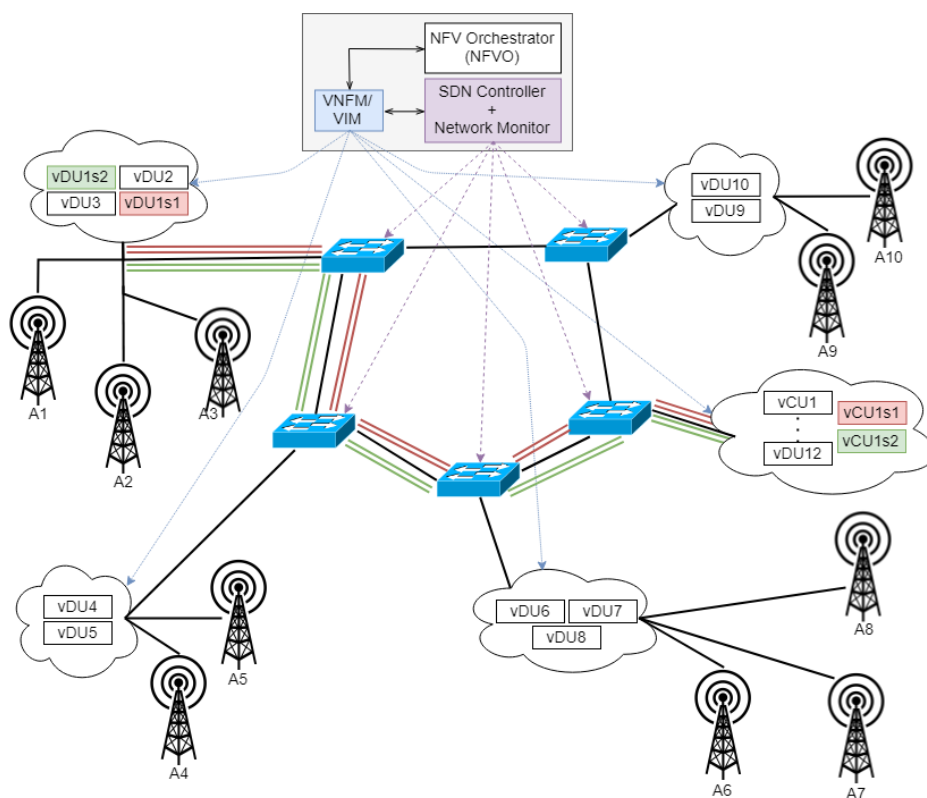 NFV Orchestrator
(NFVO)
VNFM/
VIM
SDN Controller
+
Network Monitor
vDU1s2
vDU2
vDU3
vDU1s1
vDU10
vDU9
A10
A9
A1
A2
A3
vCU1
vCU1s1
vCU1s2
vDU12
vDU4
vDU5
A5
A4
vDU6
vDU7
vDU8
A8
A6
A7